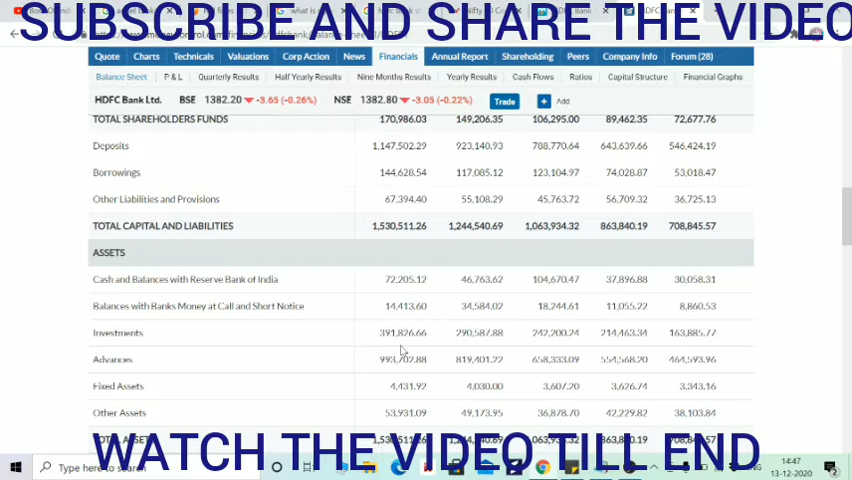 SUBSCRIBE AND SHARE THE VIDEO
Quote Charts Technicals Valuations Corp Action News Financials Annual Report Shareholding Peers Company Info Forum (28)
Balance Sheet P & L Quarterly Results Half Yearly Results Nine Months Results Yearly Results Cash Flows Ratios Capital Structure Financial Graphs
HDFC Bank Ltd. BSE 1382.20 -3.65 (-0.26%) NSE 1382.80 -3.05 (-0.22%) Trade + Add
TOTAL SHAREHOLDERS FUNDS 170,986.03 149,206.35 106,295.00 89,462.35 72,677.76
Deposits 1,147,502.29 923,140.93 788,770.64 643,639.66 546,424.19
Borrowings 144,628.54 117,085.12 123,104.97 74,028.87 53,018.47
Other Liabilities and Provisions 67,394.40 55,108.29 45,763.72 56,709.32 36,725.13
TOTAL CAPITAL AND LIABILITIES 1,530,511.26 1,244,540.69 1,063,934.32 863,840.19 708,845.57
ASSETS
Cash and Balances with Reserve Bank of India 72,205.12 46,763.62 104,670.47 37,896.88 30,058.31
Balances with Banks Money at Call and Short Notice 14,413.60 34,584.02 18,244.61 11,055.22 8,860.53
Investments 391,826.66 290,587.88 242,200.24 214,463.34 163,885.77
Advances 993,702.88 819,401.22 658,333.09 554,568.20 464,593.96
Fixed Assets 4,431.92 4,030.00 3,607.20 3,626.74 3,343.16
Other Assets 53,931.09 49,173.95 36,878.70 42,229.82 38,103.84
WATCH THE VIDEO TILL END
Type here to search
14:47
13-12-2020